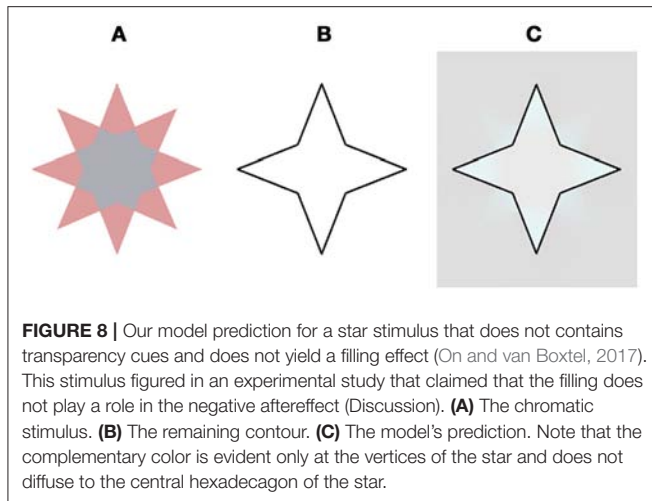 A
B
C
FIGURE 8 | Our model prediction for a star stimulus that does not contains
transparency cues and does not yield a filling effect (On and van Boxtel, 2017).
This stimulus figured in an experimental study that claimed that the filling does
not play a role in the negative aftereffect (Discussion). (A) The chromatic
stimulus. (B) The remaining contour. (C) The model's prediction. Note that the
complementary color is evident only at the vertices of the star and does not
diffuse to the central hexadecagon of the star.